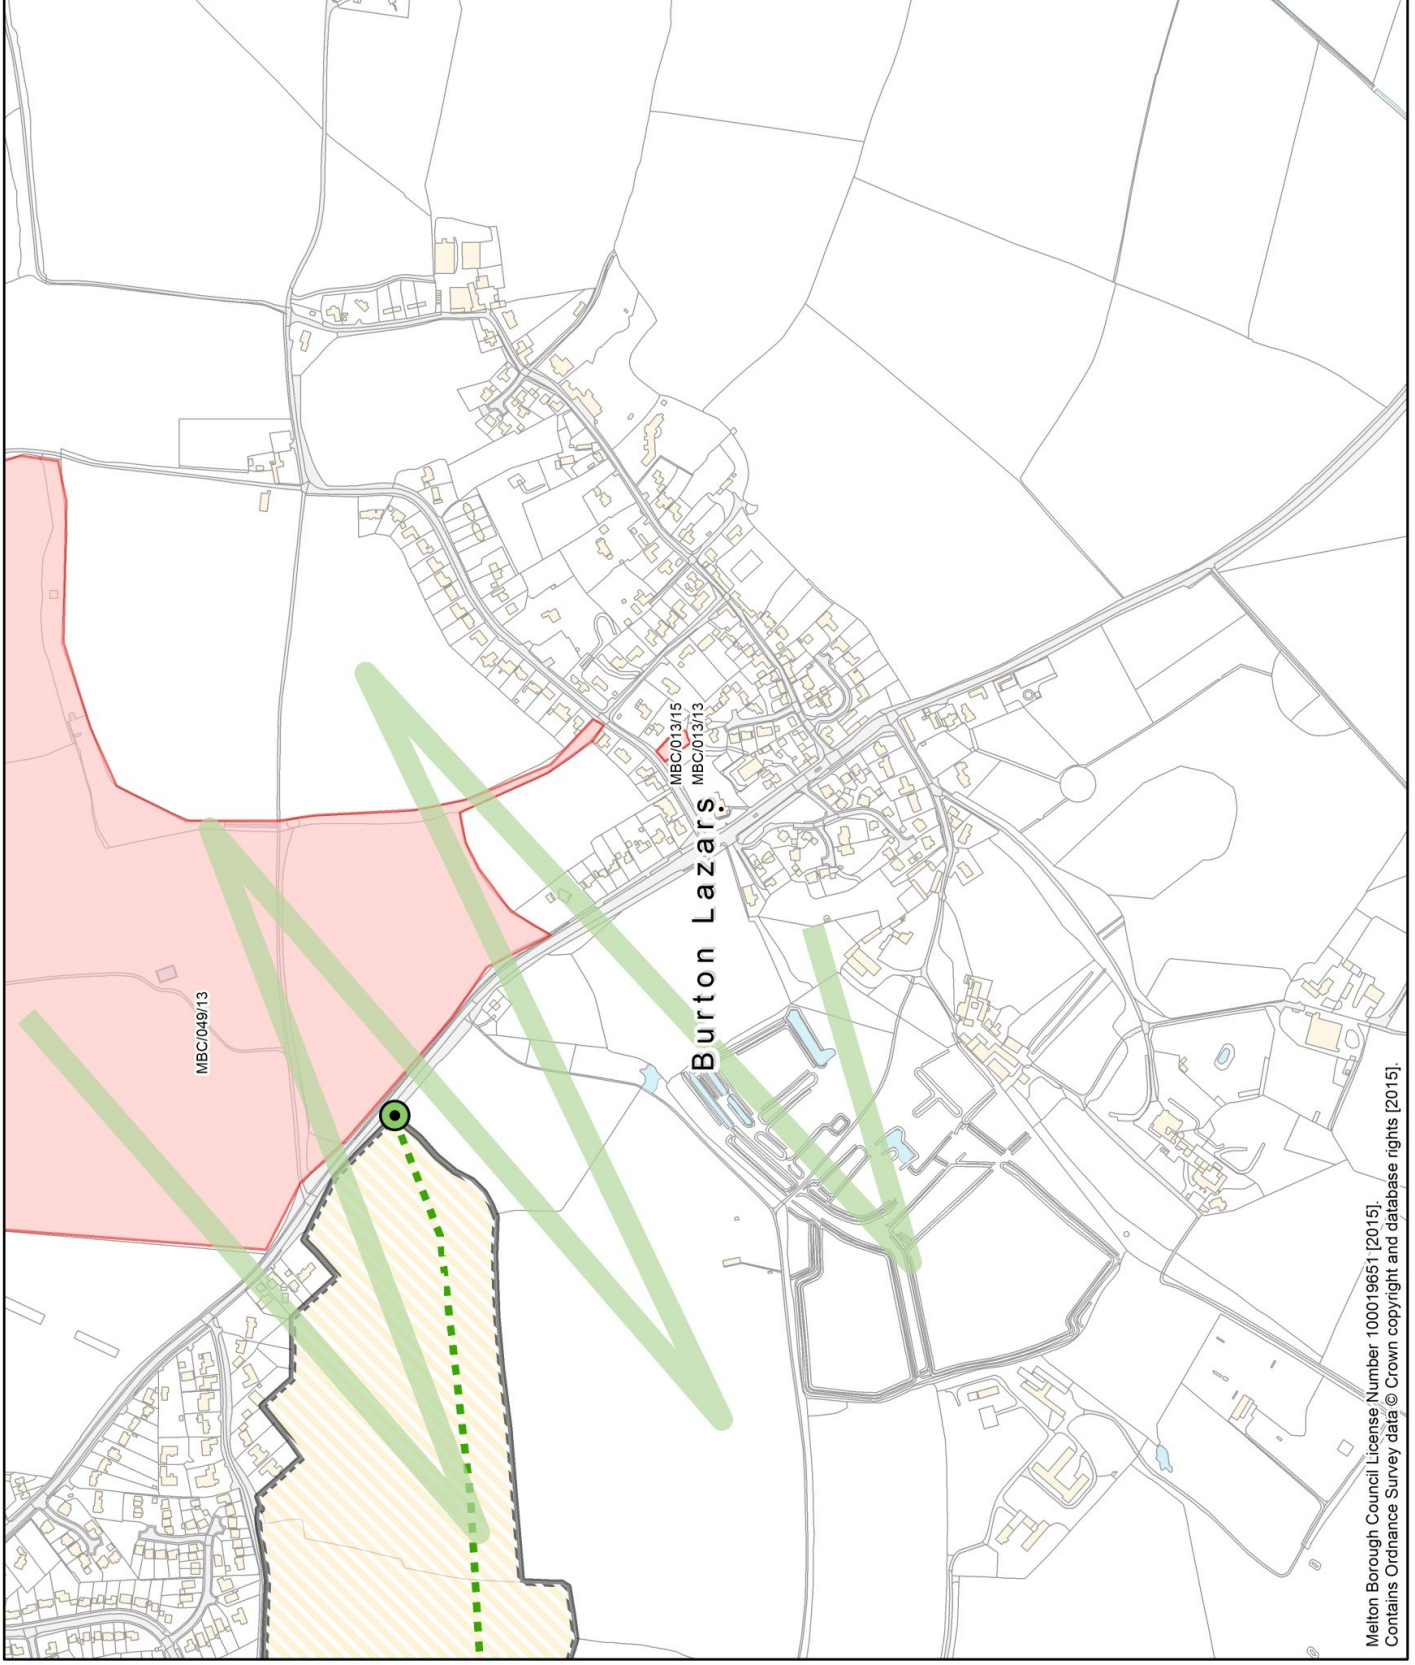 MBC/049/13
MBC/013/15
MBC/013/13
Burton Lazars
Melton Borough Council License Number 100019651 [2015].
Contains Ordnance Survey data © Crown copyright and database rights [2015].